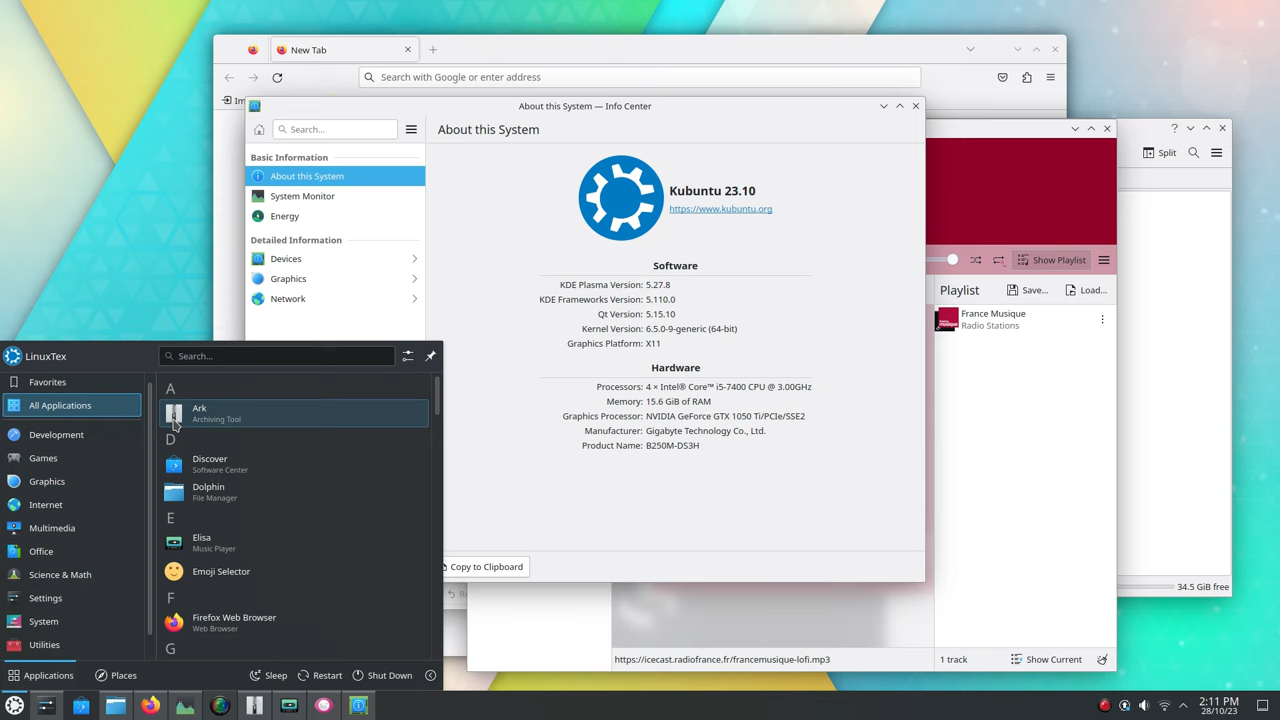 New Tab
Search with Google or enter address
Im
About this System — Info Center
Search...
About this System
Basic Information
About this System
System Monitor
Energy
Detailed Information
Devices
Graphics
Network
Kubuntu 23.10
https://www.kubuntu.org
Software
KDE Plasma Version: 5.27.8
KDE Frameworks Version: 5.110.0
Qt Version: 5.15.10
Kernel Version: 6.5.0-9-generic (64-bit)
Graphics Platform: X11
Hardware
Processors: 4 × Intel® Core™ i5-7400 CPU @ 3.00GHz
Memory: 15.6 GiB of RAM
Graphics Processor: NVIDIA GeForce GTX 1050 Ti/PCIe/SSE2
Manufacturer: Gigabyte Technology Co., Ltd.
Product Name: B250M-DS3H
Copy to Clipboard
Split
Show Playlist
Playlist
Save...
Load...
France Musique
Radio Stations
34.5 GiB free
https://icecast.radiofrance.fr/francemusique-lofi.mp3
1 track
Show Current
LinuxTex
Search...
Favorites
All Applications
Development
Games
Graphics
Internet
Multimedia
Office
Science & Math
Settings
System
Utilities
A
Ark
Archiving Tool
D
Discover
Software Center
Dolphin
File Manager
E
Elisa
Music Player
Emoji Selector
F
Firefox Web Browser
Web Browser
G
Applications
Places
Sleep
Restart
Shut Down
2:11 PM
28/10/23